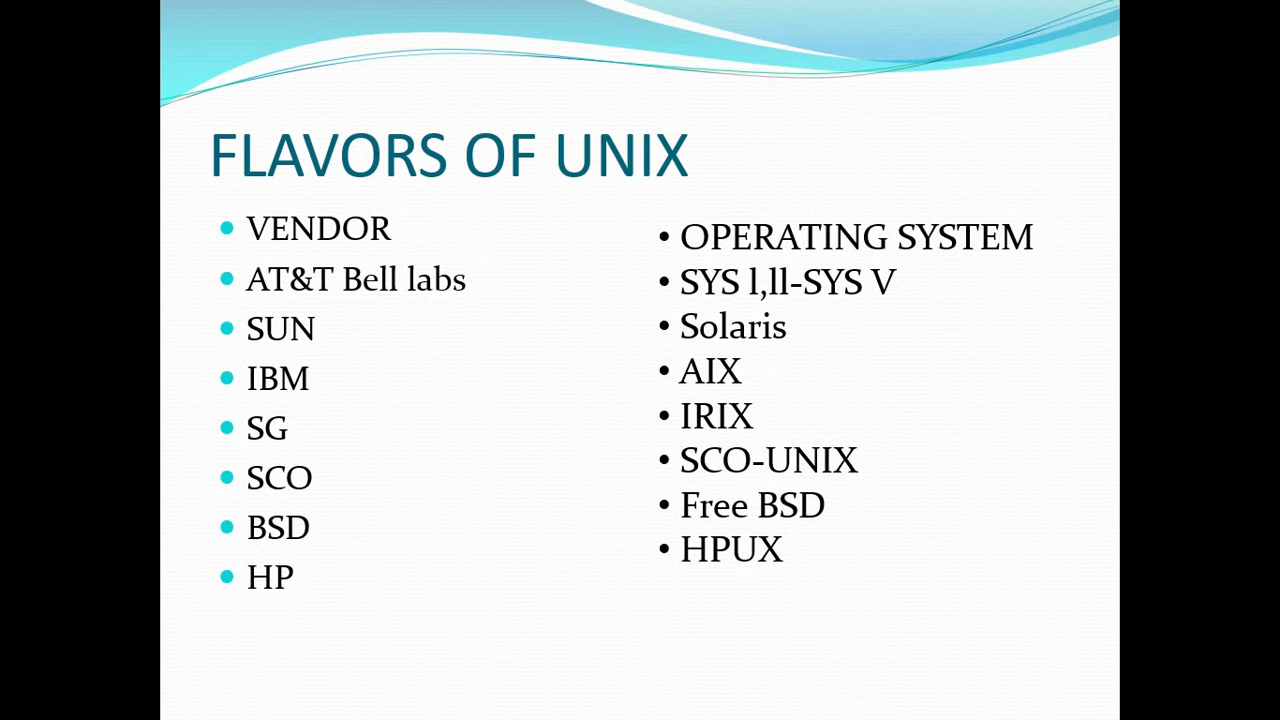 FLAVORS OF UNIX
• VENDOR
• AT&T Bell labs
• SUN
• IBM
• SG
• SCO
• BSD
• HP
• OPERATING SYSTEM
• SYS l,ll-SYS V
• Solaris
• AIX
• IRIX
• SCO-UNIX
• Free BSD
• HPUX